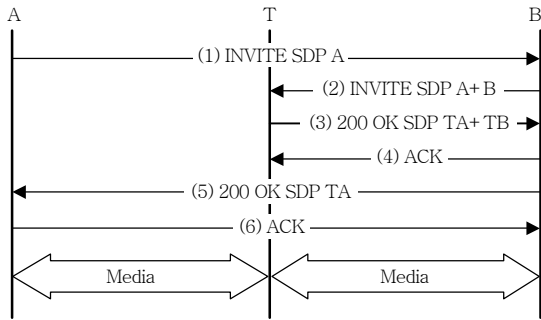 A T B
(1) INVITE SDP A
(2) INVITE SDP A+B
(3) 200 OK SDP TA+TB
(4) ACK
(5) 200 OK SDP TA
(6) ACK
Media Media